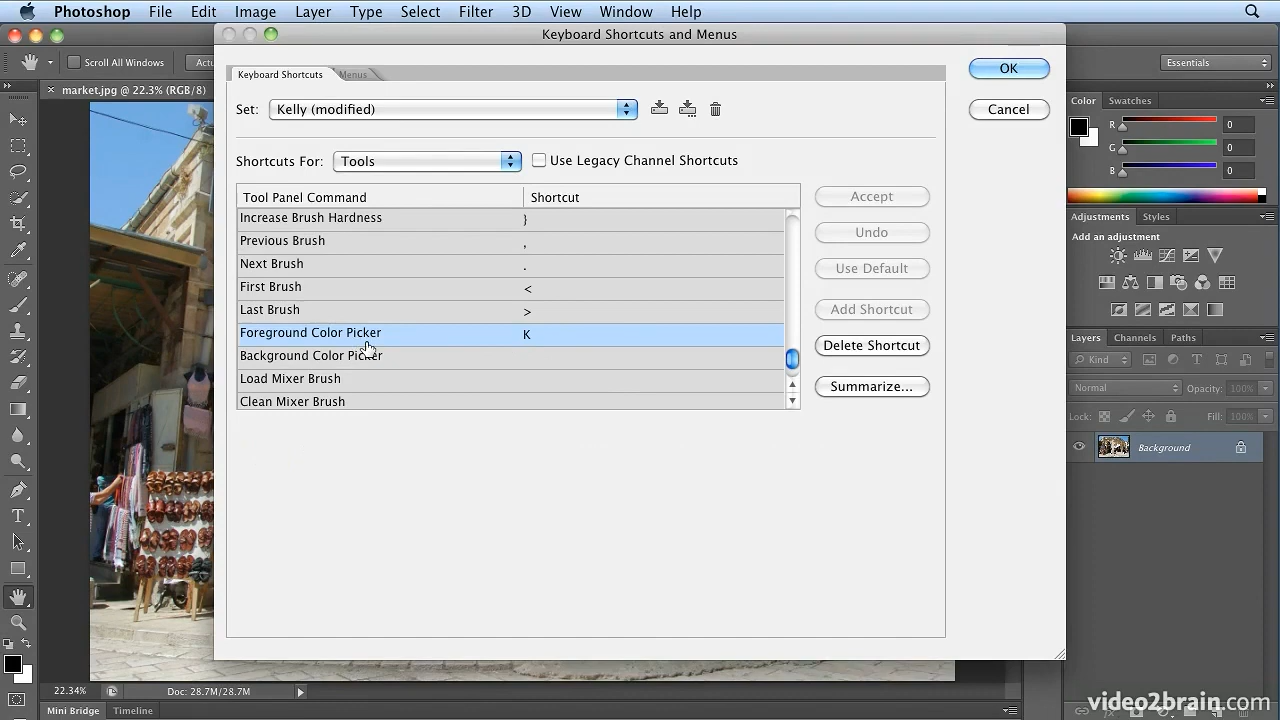 Photoshop File Edit Image Layer Type Select Filter 3D View Window Help
Keyboard Shortcuts and Menus
Scroll All Windows Actu
Essentials
market.jpg @ 22.3% (RGB/8)
Keyboard Shortcuts Menus
OK
Set: Kelly (modified)
Cancel
Color Swatches
R 0
G 0
B 0
Shortcuts For: Tools Use Legacy Channel Shortcuts
Tool Panel Command Shortcut
Increase Brush Hardness }
Previous Brush ,
Next Brush .
First Brush <
Last Brush >
Foreground Color Picker K
Background Color Picker
Load Mixer Brush
Clean Mixer Brush
Accept
Undo
Use Default
Add Shortcut
Delete Shortcut
Summarize...
Adjustments Styles
Add an adjustment
Layers Channels Paths
Kind
Normal Opacity: 100%
Lock: Fill: 100%
Background
22.34% Doc: 28.7M/28.7M
Mini Bridge Timeline
video2brain.com